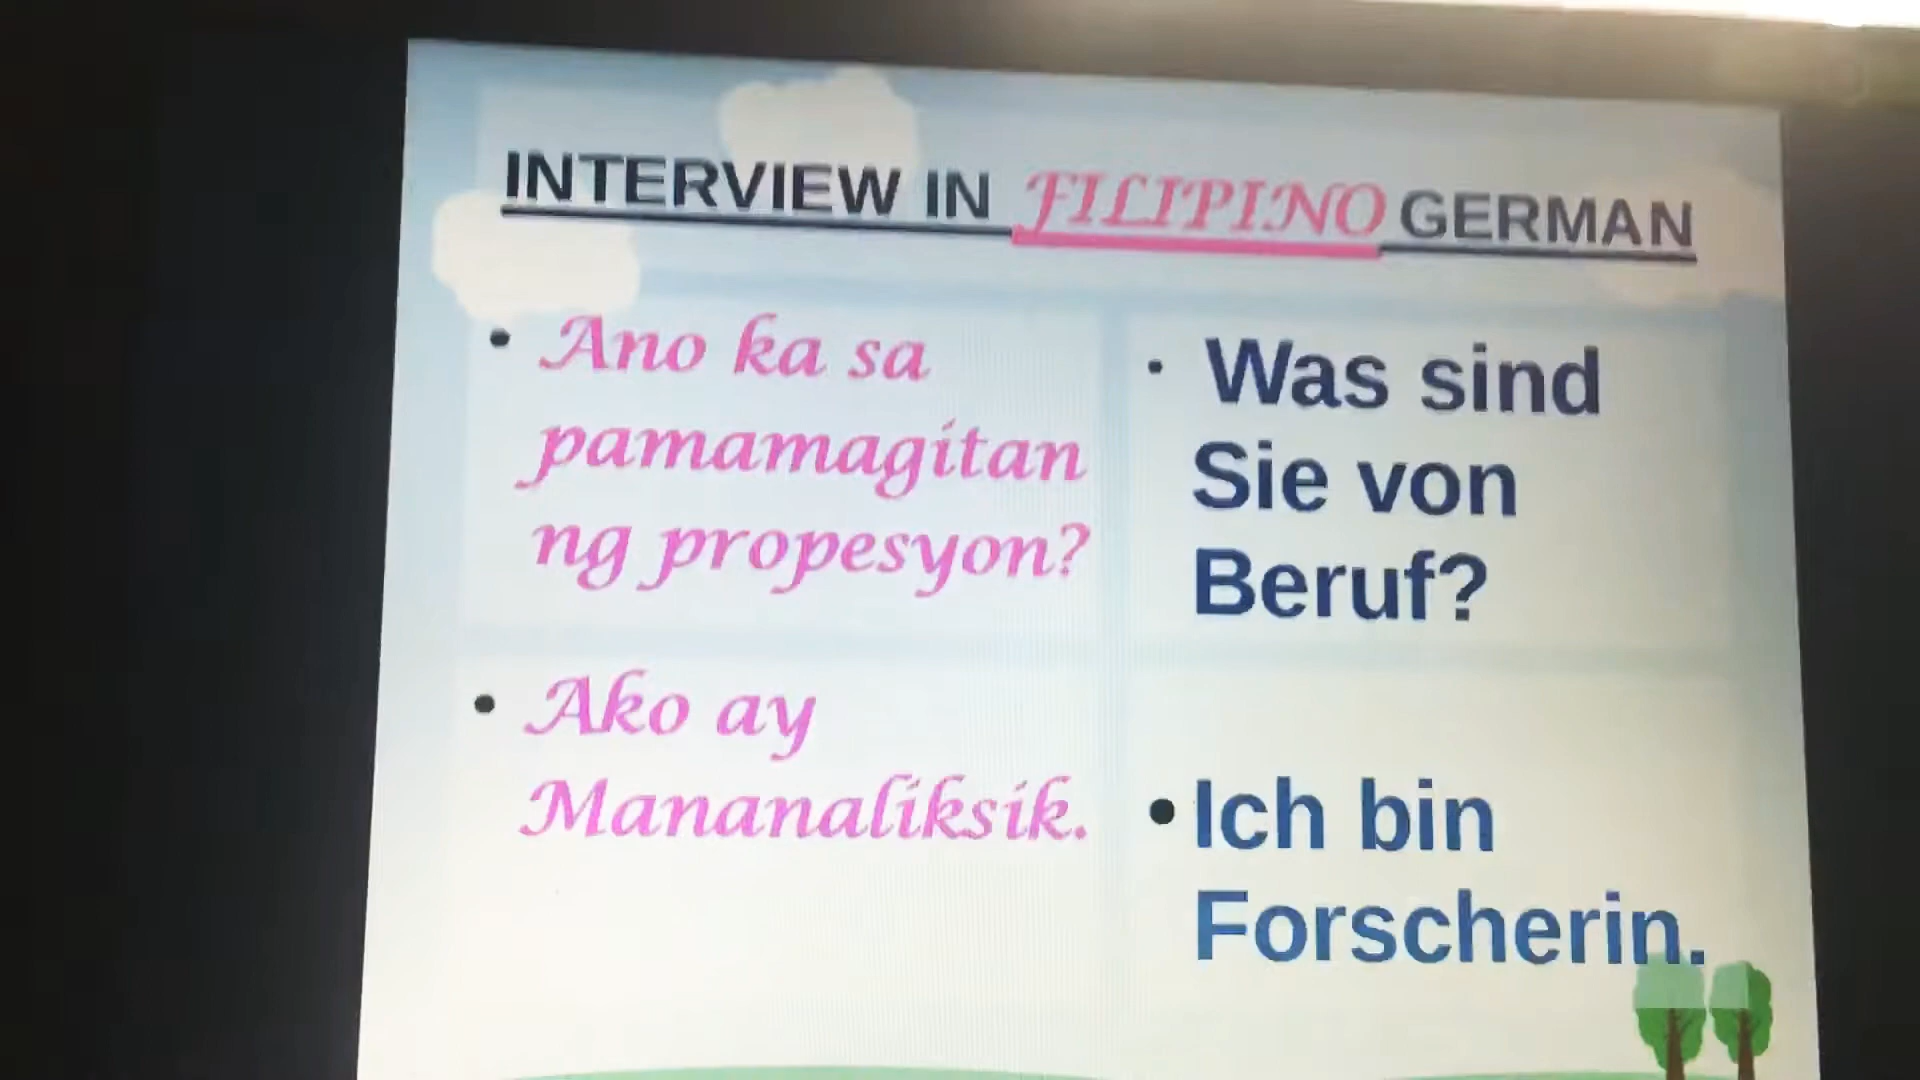 INTERVIEW IN FILIPINO GERMAN
• Ano ka sa
pamamagitan
ng propesyon?
• Ako ay
Mananaliksik.
• Was sind
Sie von
Beruf?
• Ich bin
Forscherin.